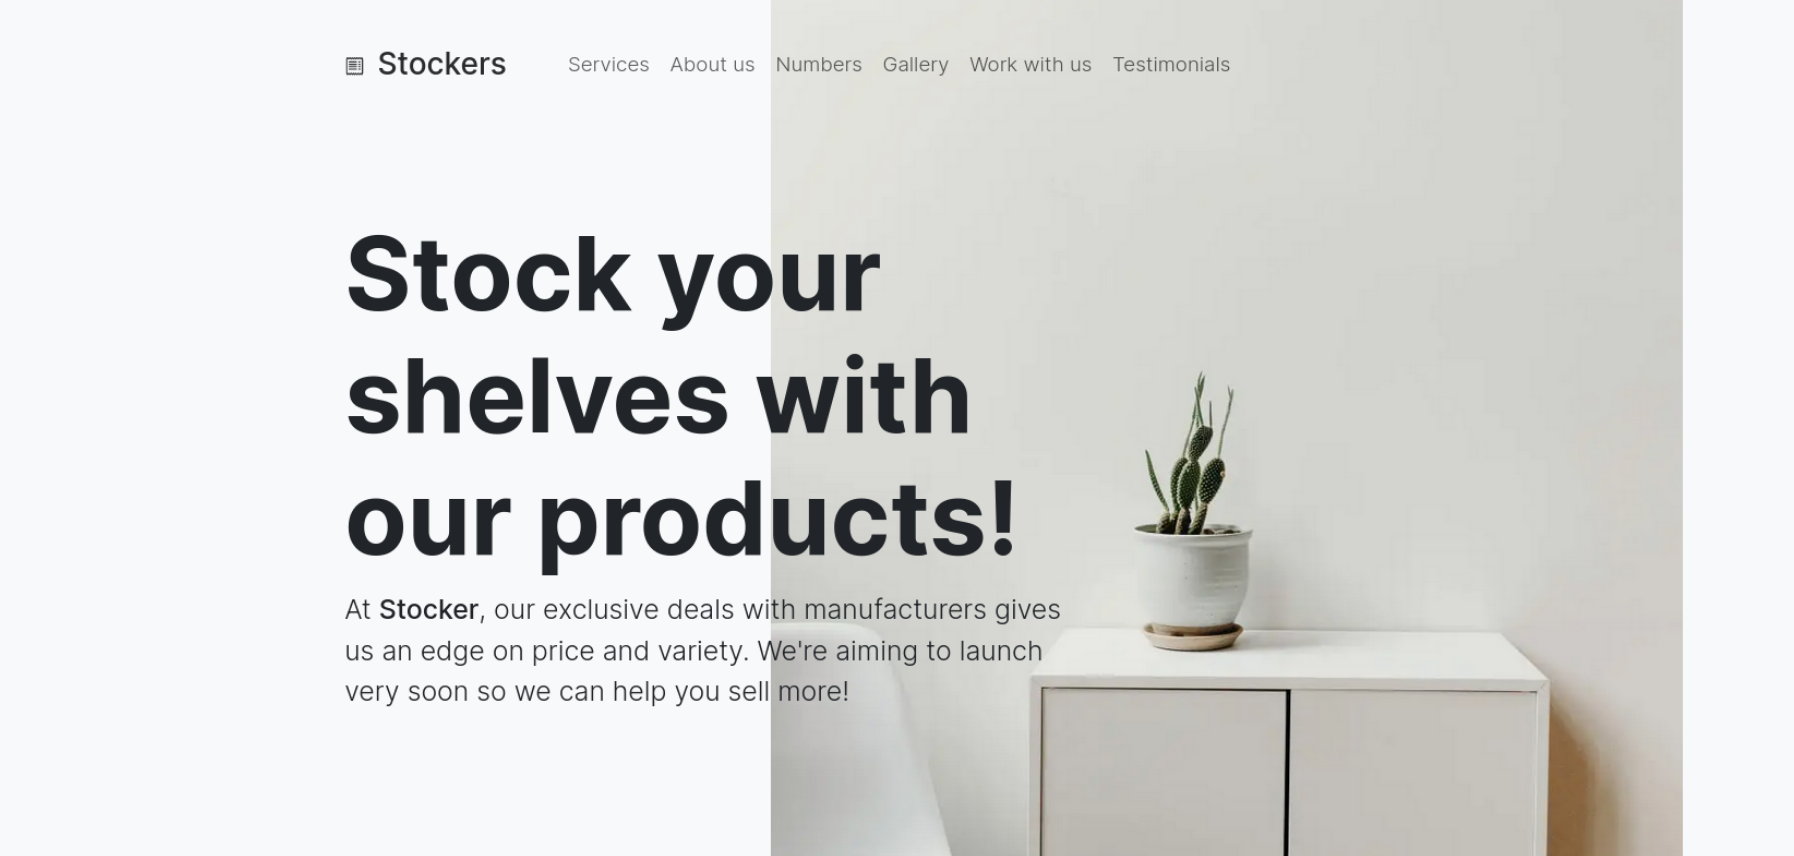 Stockers
Services About us Numbers Gallery Work with us Testimonials
Stock your
shelves with
our products!
At Stocker, our exclusive deals with manufacturers gives
us an edge on price and variety. We're aiming to launch
very soon so we can help you sell more!